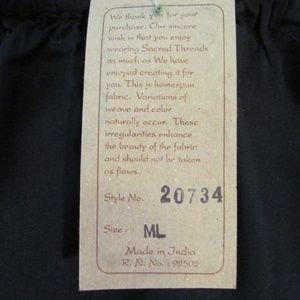 We thank you for your
purchase. Our sincere
wish is that you enjoy
wearing Sacred Threads
as much as We have
enjoyed creating it for
you. This is homespun
fabric. Variations of
weave and color
naturally occur. These
irregularities enhance
the beauty of the fabric
and should not be taken
as flaws.
Style No. 20734
Size : ML
Made in India
R. N. No. : 99502